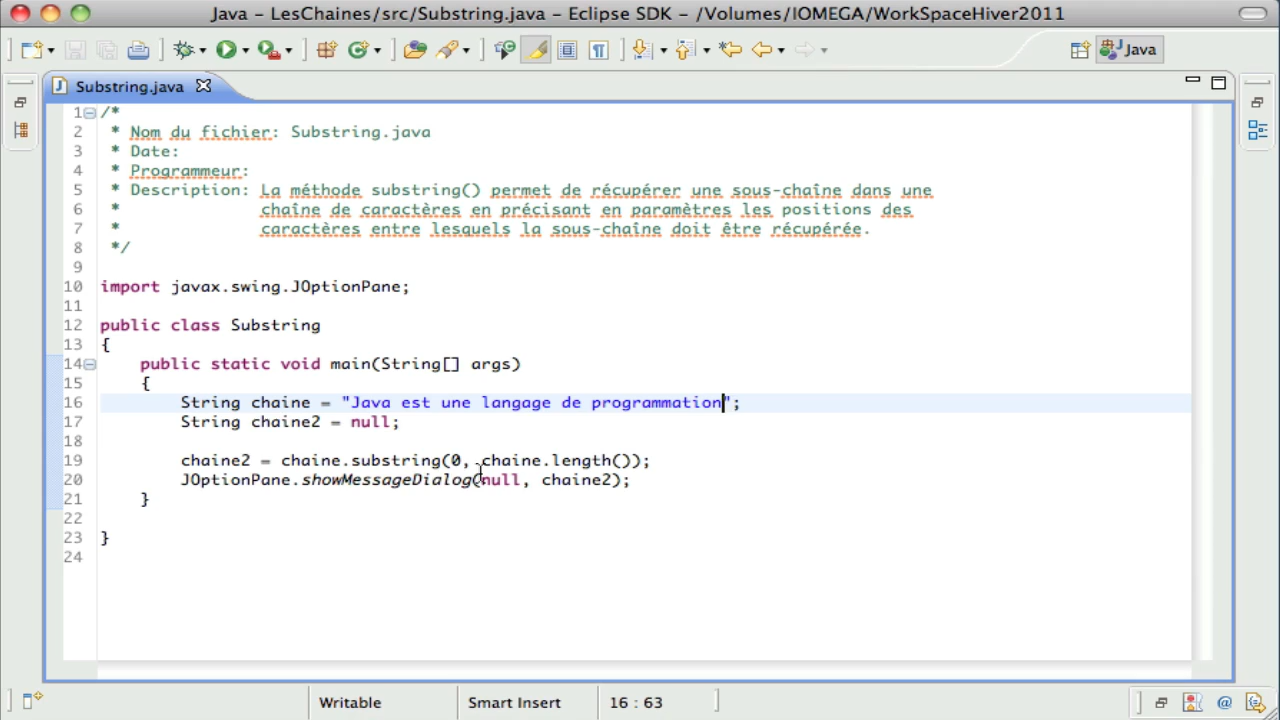 Java - LesChaines/src/Substring.java - Eclipse SDK - /Volumes/IOMEGA/WorkSpaceHiver2011
Java
Substring.java
1 /*
2 * Nom du fichier: Substring.java
3 * Date:
4 * Programmeur:
5 * Description: La méthode substring() permet de récupérer une sous-chaîne dans une
6 * chaîne de caractères en précisant en paramètres les positions des
7 * caractères entre lesquels la sous-chaîne doit être récupérée.
8 */
9
10 import javax.swing.JOptionPane;
11
12 public class Substring
13 {
14 public static void main(String[] args)
15 {
16 String chaine = "Java est une langage de programmation";
17 String chaine2 = null;
18
19 chaine2 = chaine.substring(0, chaine.length());
20 JOptionPane.showMessageDialog(null, chaine2);
21 }
22
23 }
24
Writable Smart Insert 16 : 63